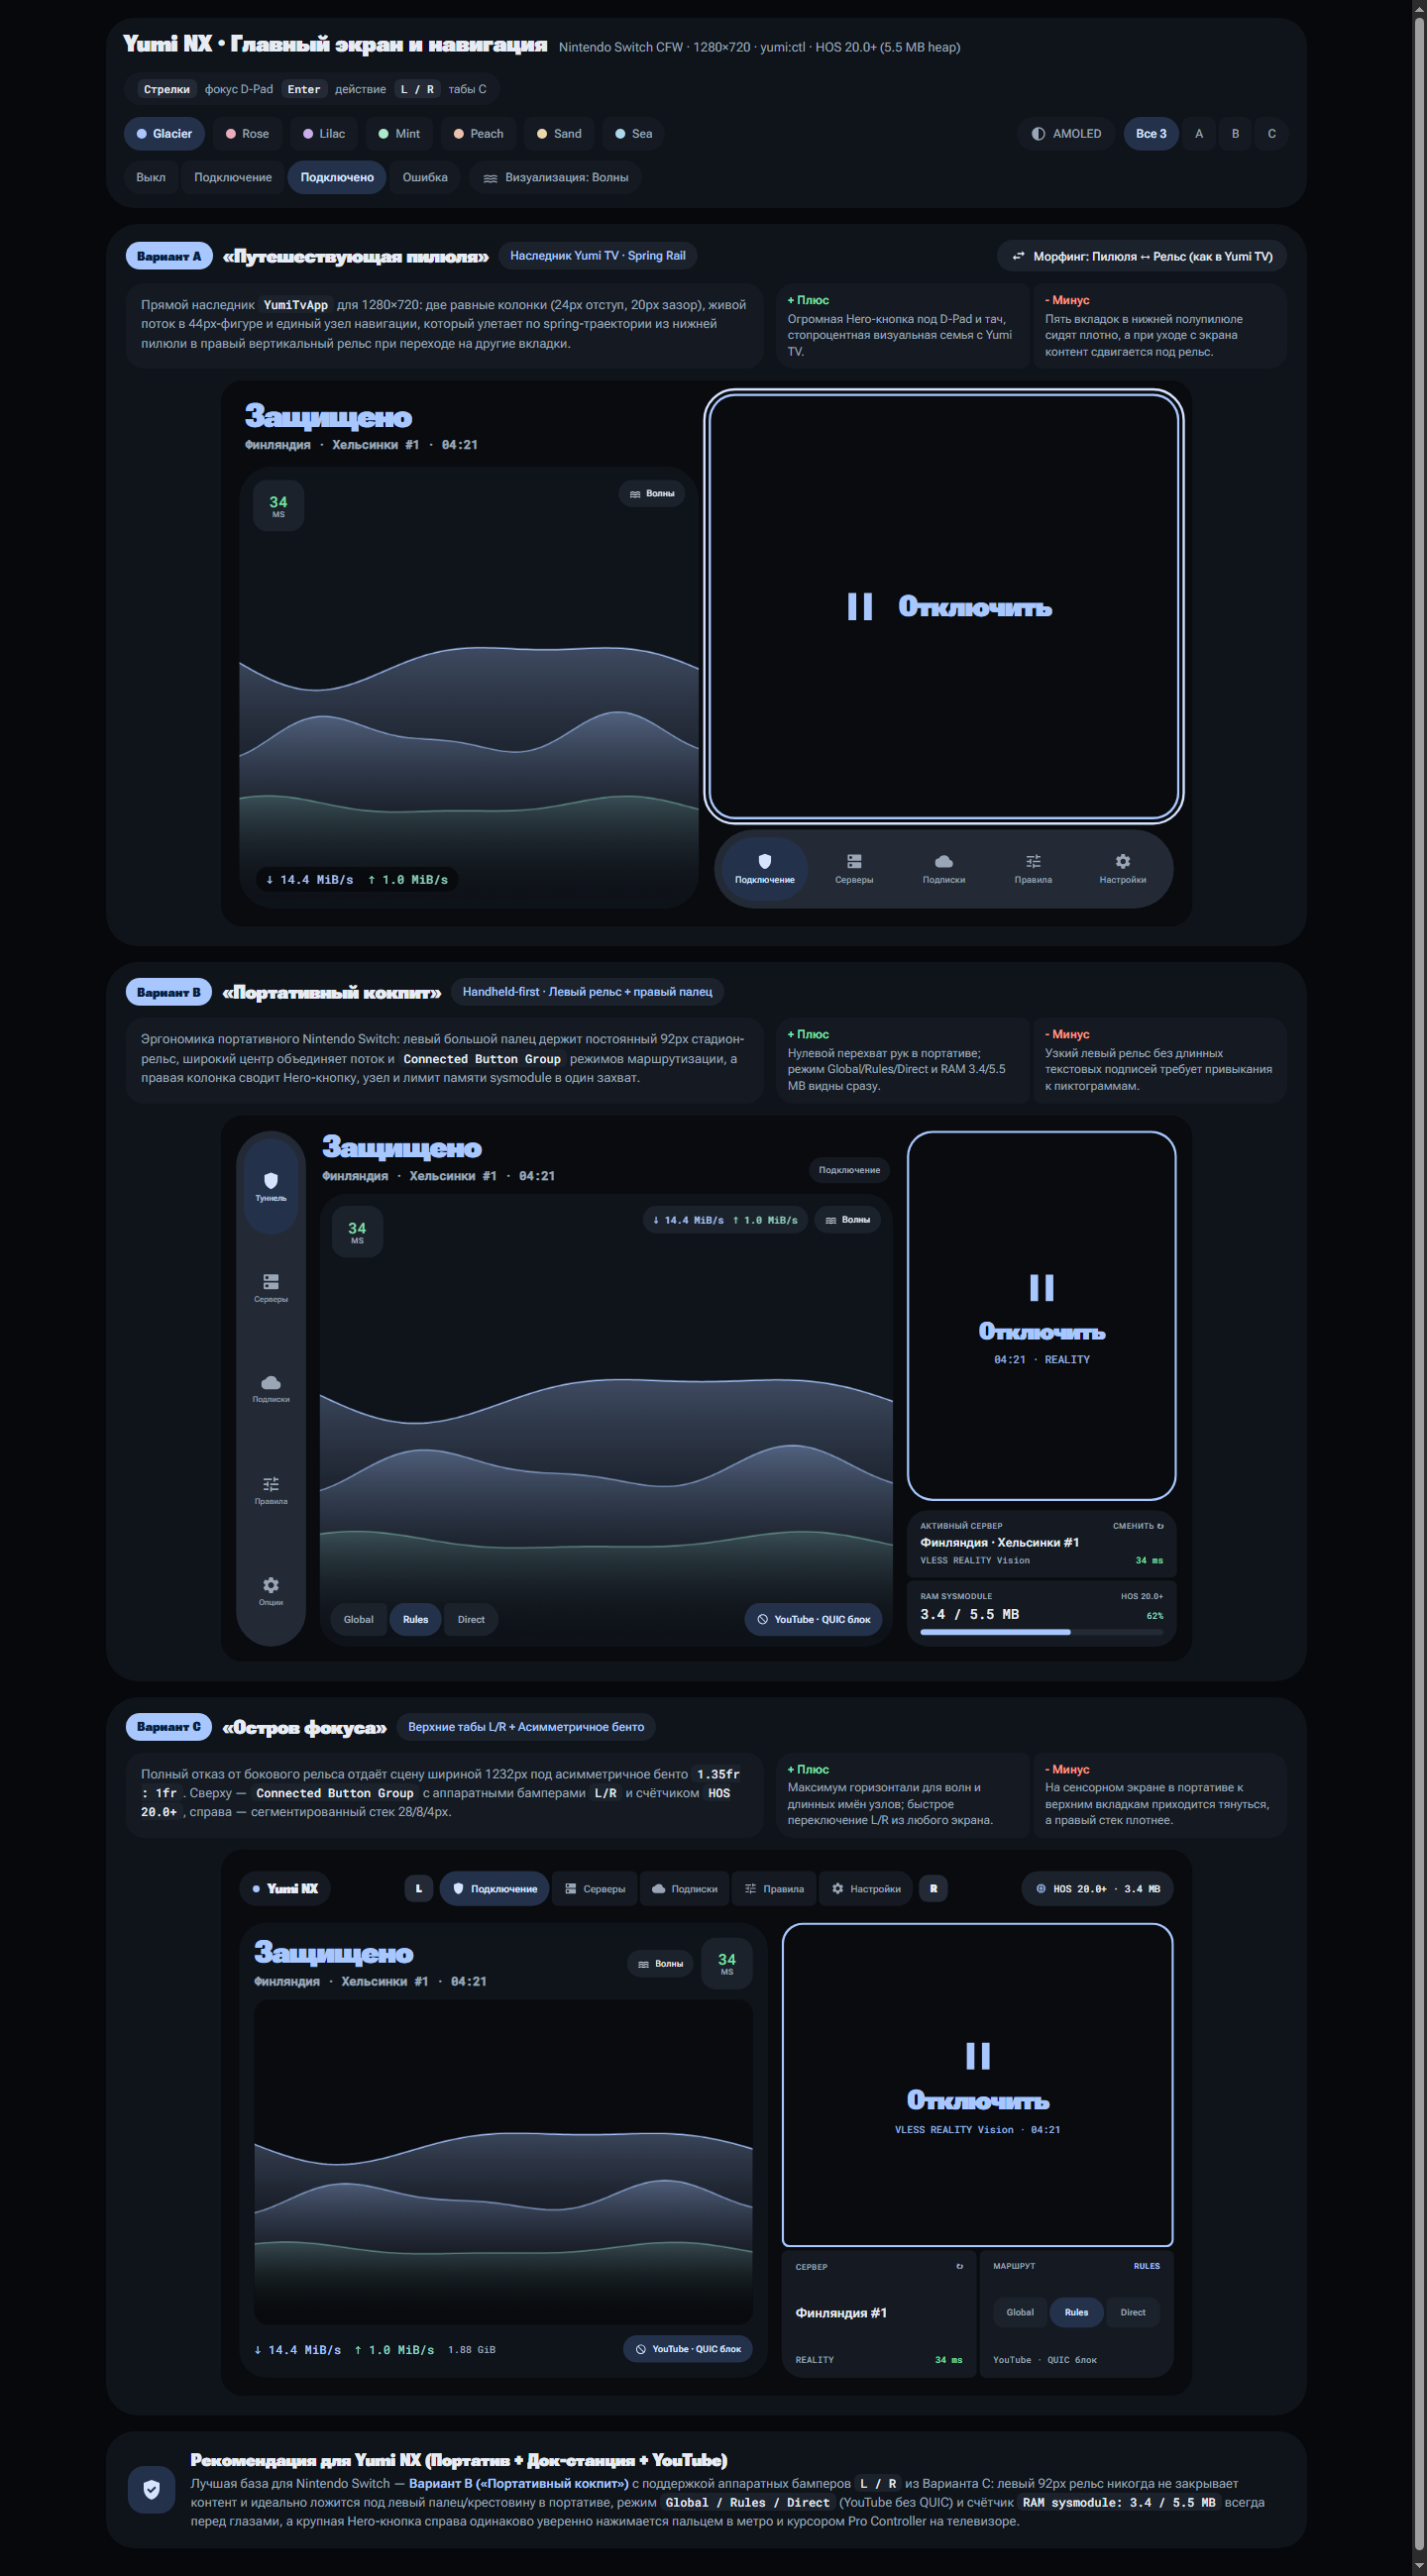 Yumi NX • Главный экран и навигация Nintendo Switch CFW · 1280×720 · yumi:ctl · HOS 20.0+ (5.5 MB heap)
Стрелки фокус D-Pad Enter действие L / R табы C
Glacier Rose Lilac Mint Peach Sand Sea AMOLED Все 3 A B C
Выкл Подключение Подключено Ошибка Визуализация: Волны
Вариант A «Путешествующая пилюля» Наследник Yumi TV · Spring Rail Морфинг: Пилюля ↔ Рельс (как в Yumi TV)
Прямой наследник YumiTvApp для 1280×720: две равные колонки (24px отступ, 20px зазор), живой
поток в 44px-фигуре и единый узел навигации, который улетает по spring-траектории из нижней
пилюли в правый вертикальный рельс при переходе на другие вкладки.
+ Плюс
Огромная Hero-кнопка под D-Pad и тач,
стопроцентная визуальная семья с Yumi
TV.
- Минус
Пять вкладок в нижней полупилюле
сидят плотно, а при уходе с экрана
контент сдвигается под рельс.
Защищено
Финляндия · Хельсинки #1 · 04:21
34
MS
Волны
↓ 14.4 MiB/s ↑ 1.0 MiB/s
Отключить
Подключение Серверы Подписки Правила Настройки
Вариант B «Портативный кокпит» Handheld-first · Левый рельс + правый палец
Эргономика портативного Nintendo Switch: левый большой палец держит постоянный 92px стадион-
рельс, широкий центр объединяет поток и Connected Button Group режимов маршрутизации, а
правая колонка сводит Hero-кнопку, узел и лимит памяти sysmodule в один захват.
+ Плюс
Нулевой перехват рук в портативе;
режим Global/Rules/Direct и RAM 3.4/5.5
MB видны сразу.
- Минус
Узкий левый рельс без длинных
текстовых подписей требует привыкания
к пиктограммам.
Туннель
Серверы
Подписки
Правила
Опции
Защищено
Финляндия · Хельсинки #1 · 04:21
Подключение
34
MS
↓ 14.4 MiB/s ↑ 1.0 MiB/s Волны
Global Rules Direct YouTube · QUIC блок
Отключить
04:21 · REALITY
АКТИВНЫЙ СЕРВЕР СМЕНИТЬ ↻
Финляндия · Хельсинки #1
VLESS REALITY Vision 34 ms
RAM SYSMODULE HOS 20.0+
3.4 / 5.5 MB 62%
Вариант C «Остров фокуса» Верхние табы L/R + Асимметричное бенто
Полный отказ от бокового рельса отдаёт сцену шириной 1232px под асимметричное бенто 1.35fr
: 1fr . Сверху — Connected Button Group с аппаратными бамперами L/R и счётчиком HOS
20.0+ , справа — сегментированный стек 28/8/4px.
+ Плюс
Максимум горизонтали для волн и
длинных имён узлов; быстрое
переключение L/R из любого экрана.
- Минус
На сенсорном экране в портативе к
верхним вкладкам приходится тянуться,
а правый стек плотнее.
Yumi NX L Подключение Серверы Подписки Правила Настройки R HOS 20.0+ · 3.4 MB
Защищено
Финляндия · Хельсинки #1 · 04:21
Волны
34
MS
↓ 14.4 MiB/s ↑ 1.0 MiB/s 1.88 GiB YouTube · QUIC блок
Отключить
VLESS REALITY Vision · 04:21
СЕРВЕР ↻
Финляндия #1
REALITY 34 ms
МАРШРУТ RULES
Global Rules Direct
YouTube · QUIC блок
Рекомендация для Yumi NX (Портатив + Док-станция + YouTube)
Лучшая база для Nintendo Switch — Вариант B («Портативный кокпит») с поддержкой аппаратных бамперов L / R из Варианта C: левый 92px рельс никогда не закрывает
контент и идеально ложится под левый палец/крестовину в портативе, режим Global / Rules / Direct (YouTube без QUIC) и счётчик RAM sysmodule: 3.4 / 5.5 MB всегда
перед глазами, а крупная Hero-кнопка справа одинаково уверенно нажимается пальцем в метро и курсором Pro Controller на телевизоре.